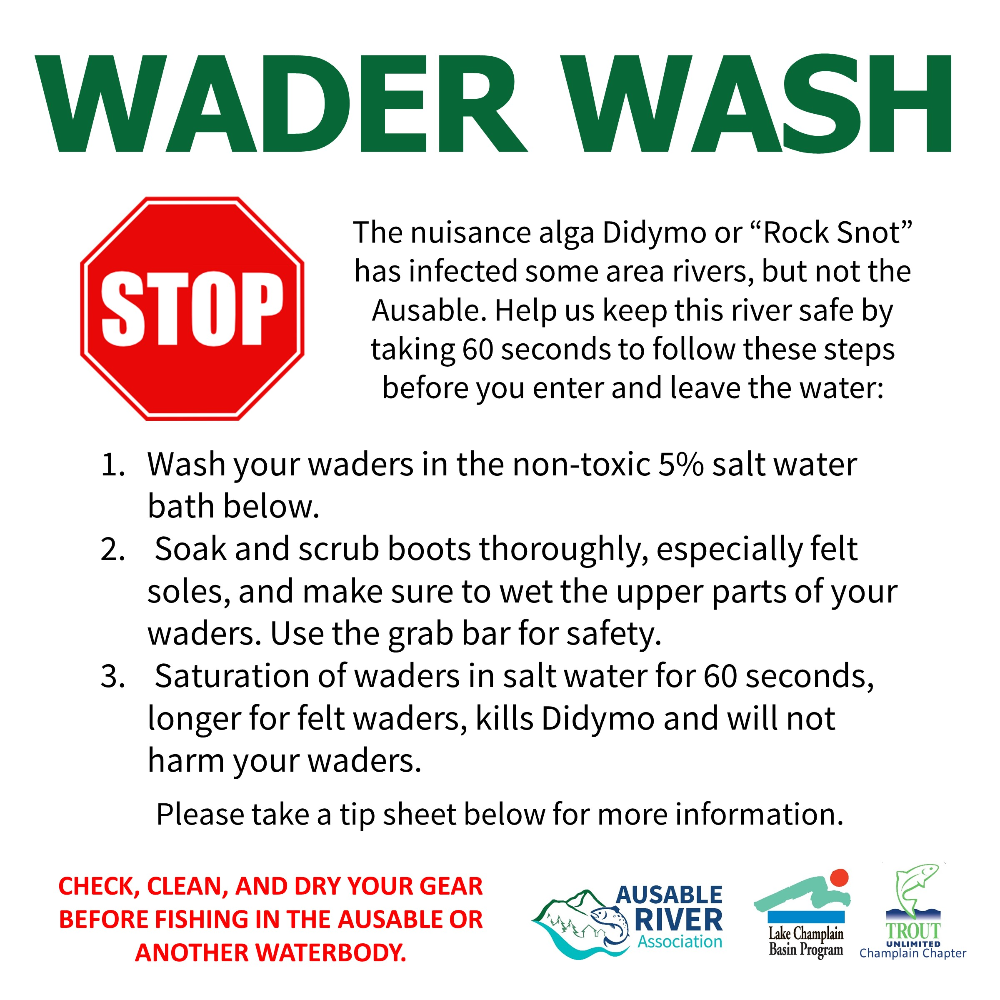 WADER WASH
STOP
The nuisance alga Didymo or “Rock Snot”
has infected some area rivers, but not the
Ausable. Help us keep this river safe by
taking 60 seconds to follow these steps
before you enter and leave the water:
1. Wash your waders in the non-toxic 5% salt water
bath below.
2. Soak and scrub boots thoroughly, especially felt
soles, and make sure to wet the upper parts of your
waders. Use the grab bar for safety.
3. Saturation of waders in salt water for 60 seconds,
longer for felt waders, kills Didymo and will not
harm your waders.
Please take a tip sheet below for more information.
CHECK, CLEAN, AND DRY YOUR GEAR
BEFORE FISHING IN THE AUSABLE OR
ANOTHER WATERBODY.
AUSABLE
RIVER
Association
Lake Champlain
Basin Program
TROUT
UNLIMITED
Champlain Chapter